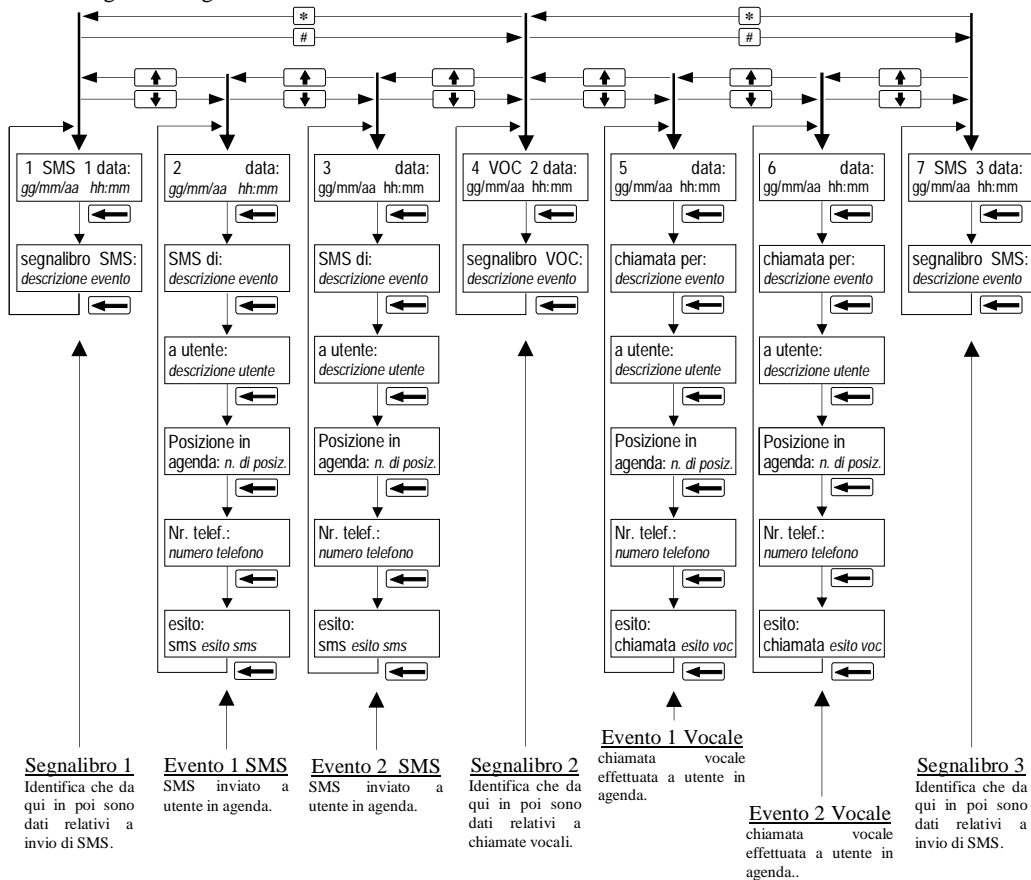 *
*
#
#
1 SMS 1 data:
gg/mm/aa hh:mm
2 data:
gg/mm/aa hh:mm
3 data:
gg/mm/aa hh:mm
4 VOC 2 data:
gg/mm/aa hh:mm
5 data:
gg/mm/aa hh:mm
6 data:
gg/mm/aa hh:mm
7 SMS 3 data:
gg/mm/aa hh:mm
segnalibro SMS:
descrizione evento
SMS di:
descrizione evento
SMS di:
descrizione evento
segnalibro VOC:
descrizione evento
chiamata per:
descrizione evento
chiamata per:
descrizione evento
segnalibro SMS:
descrizione evento
a utente:
descrizione utente
a utente:
descrizione utente
a utente:
descrizione utente
a utente:
descrizione utente
Posizione in
agenda: n. di posiz.
Posizione in
agenda: n. di posiz.
Posizione in
agenda: n. di posiz.
Posizione in
agenda: n. di posiz.
Nr. telef.:
numero telefono
Nr. telef.:
numero telefono
Nr. telef.:
numero telefono
Nr. telef.:
numero telefono
esito:
sms esito sms
esito:
sms esito sms
esito:
chiamata esito voc
esito:
chiamata esito voc
Segnalibro 1
Identifica che da
qui in poi sono
dati relativi a
invio di SMS.
Evento 1 SMS
SMS inviato a
utente in agenda.
Evento 2 SMS
SMS inviato a
utente in agenda.
Segnalibro 2
Identifica che da
qui in poi sono
dati relativi a
chiamate vocali.
Evento 1 Vocale
chiamata vocale
effettuata a utente in
agenda.
Evento 2 Vocale
chiamata vocale
effettuata a utente in
agenda..
Segnalibro 3
Identifica che da
qui in poi sono
dati relativi a
invio di SMS.